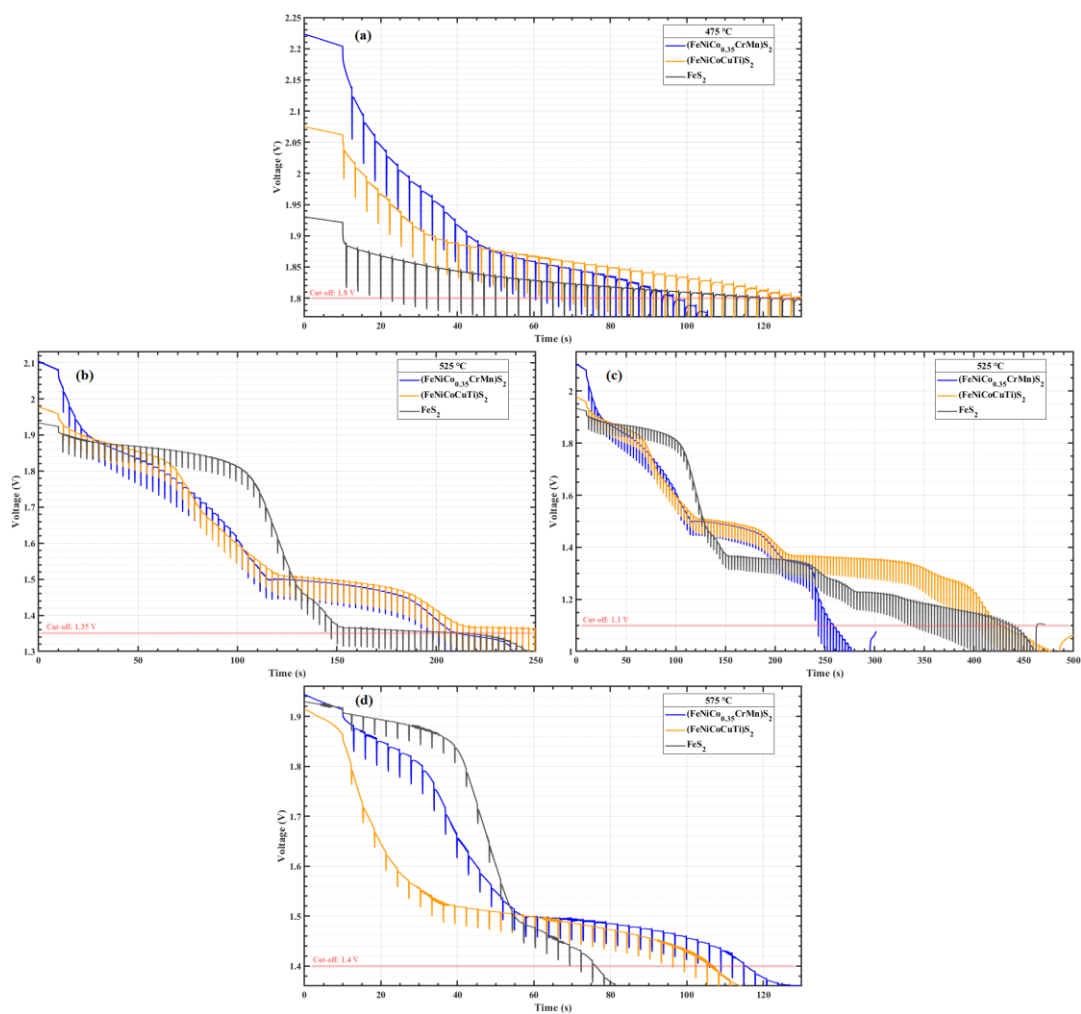 (a)
475 °C
(FeNiCo0.35CrMn)S2
(FeNiCoCuTi)S2
FeS2
Voltage (V)
2.25
2.2
2.15
2.1
2.05
2
1.95
1.9
1.85
1.8
Cut-off: 1.8 V
0 20 40 60 80 100 120
Time (s)
(b)
525 °C
(FeNiCo0.35CrMn)S2
(FeNiCoCuTi)S2
FeS2
Voltage (V)
2.1
2
1.9
1.8
1.7
1.6
1.5
1.4
1.3
Cut-off: 1.35 V
0 50 100 150 200 250
Time (s)
(c)
525 °C
(FeNiCo0.35CrMn)S2
(FeNiCoCuTi)S2
FeS2
Voltage (V)
2
1.8
1.6
1.4
1.2
1
Cut-off: 1.1 V
0 50 100 150 200 250 300 350 400 450 500
Time (s)
(d)
575 °C
(FeNiCo0.35CrMn)S2
(FeNiCoCuTi)S2
FeS2
Voltage (V)
1.9
1.8
1.7
1.6
1.5
1.4
Cut-off: 1.4 V
0 20 40 60 80 100 120
Time (s)